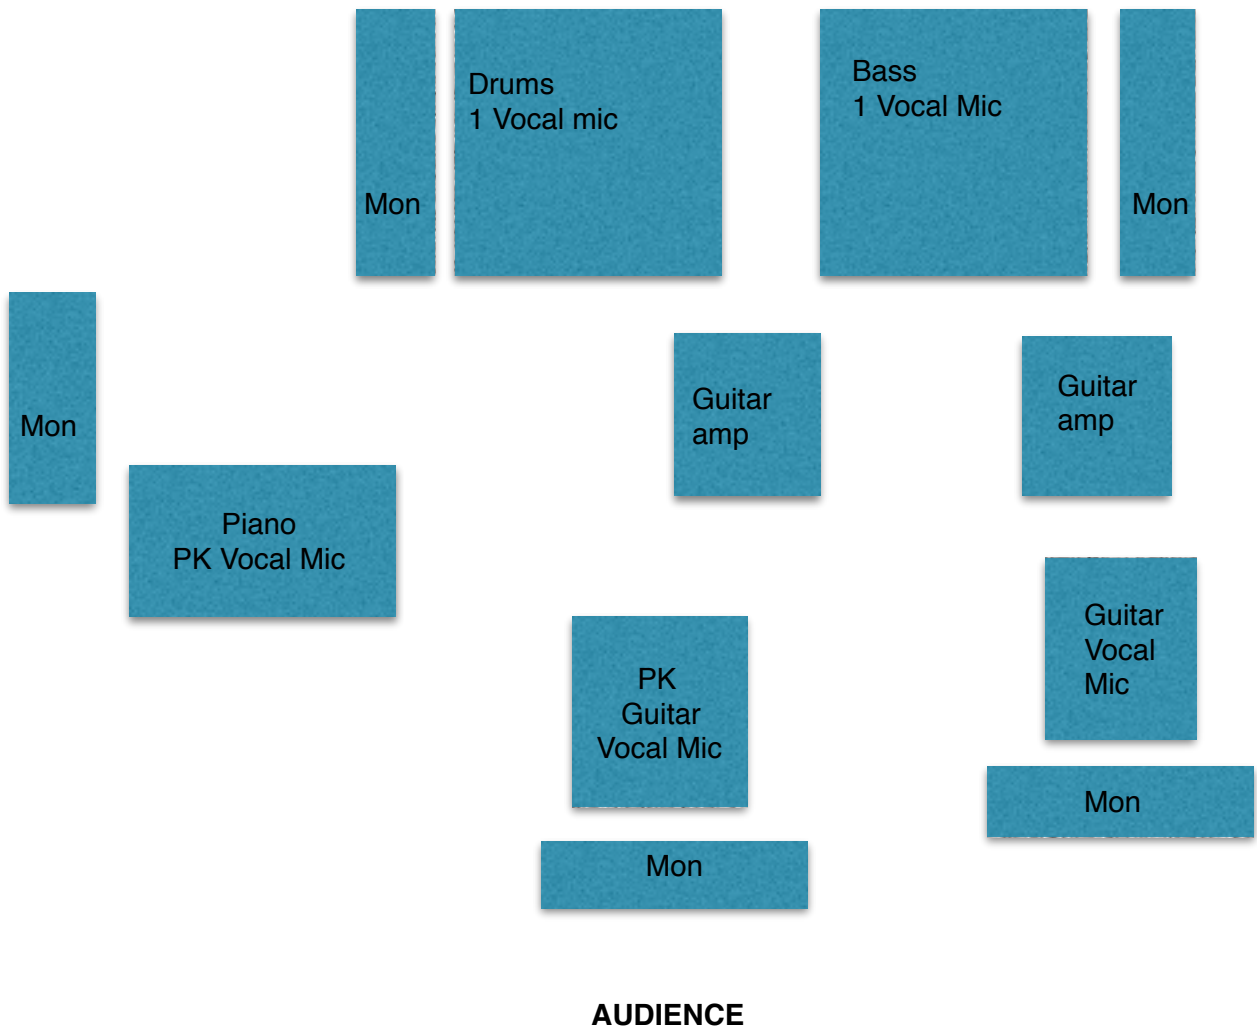 Drums
1 Vocal mic
Bass
1 Vocal Mic
Mon
Mon
Mon
Guitar
amp
Guitar
amp
Piano
PK Vocal Mic
PK
Guitar
Vocal Mic
Guitar
Vocal
Mic
Mon
Mon
AUDIENCE